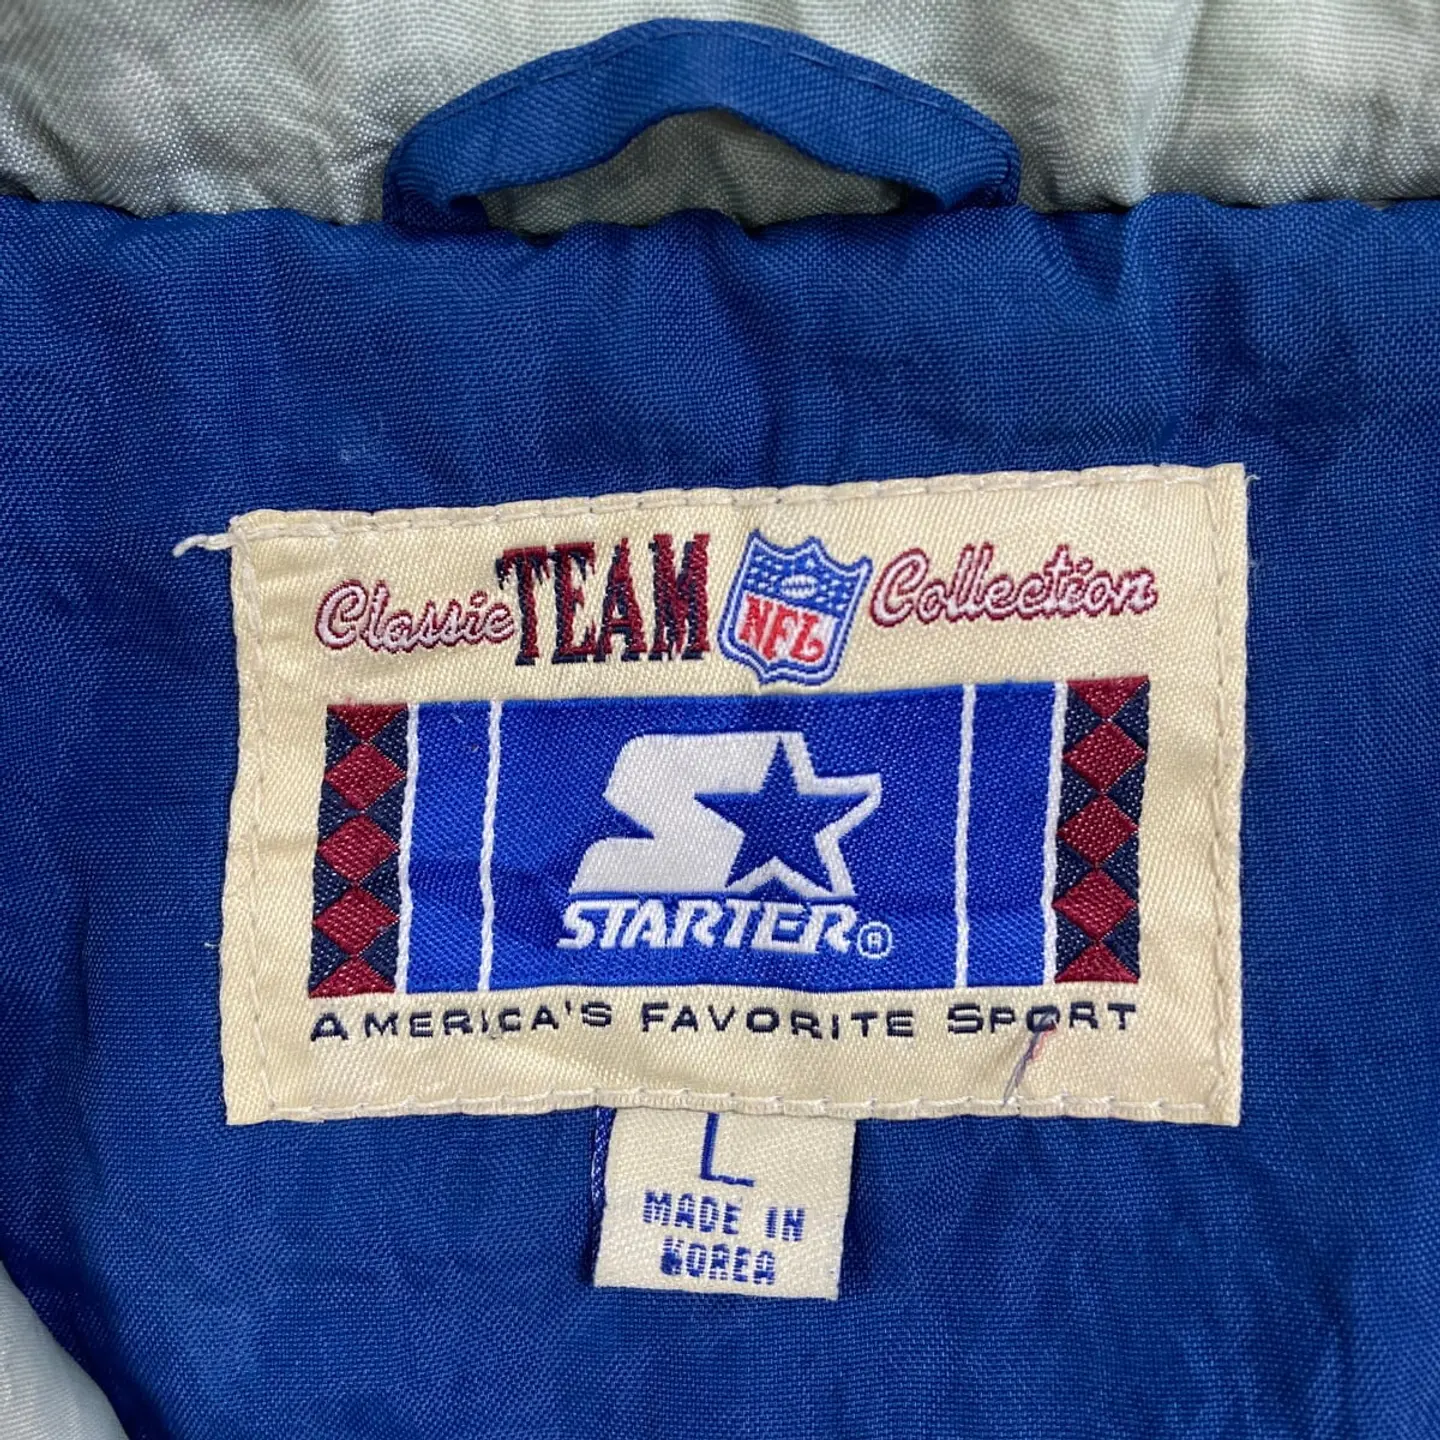 Classic TEAM NFL Collection
STARTER®
AMERICA'S FAVORITE SPORT
L
MADE IN
KOREA